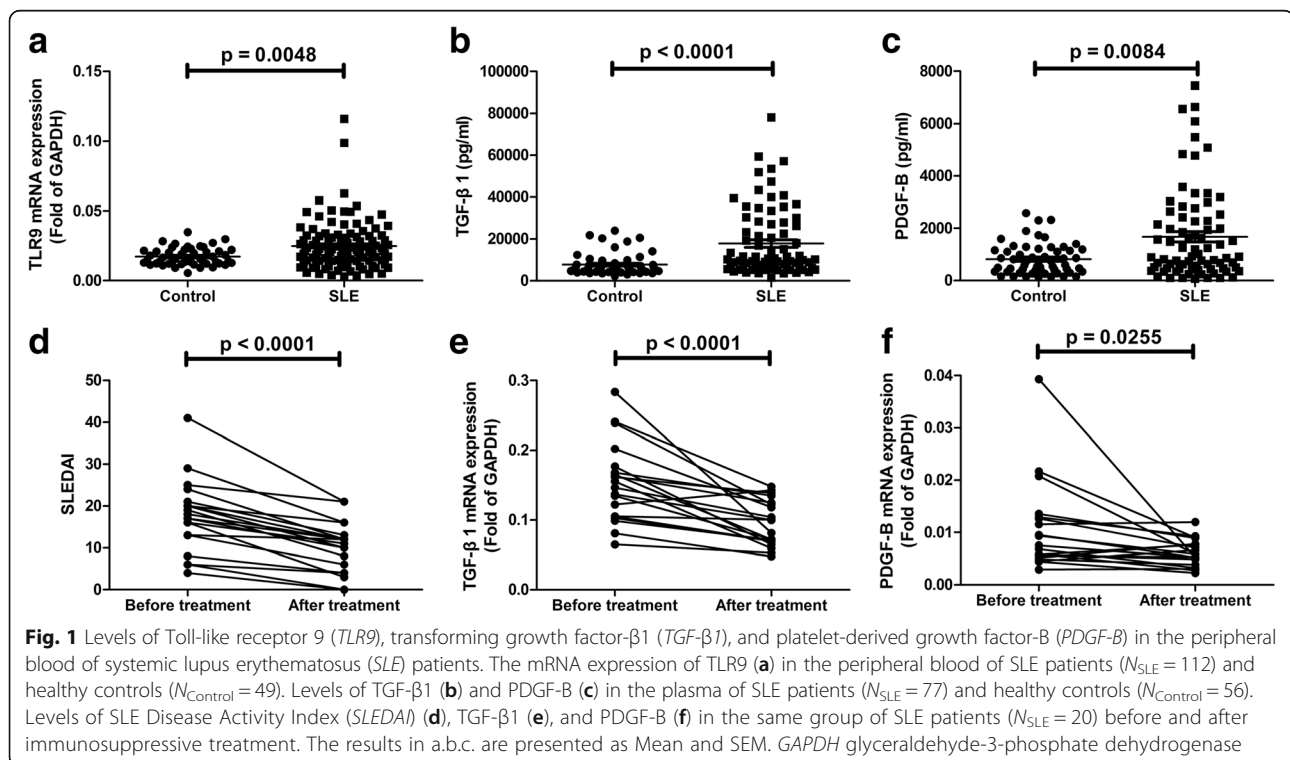 a
p = 0.0048
TLR9 mRNA expression
(Fold of GAPDH)
0.15
0.10
0.05
0.00
Control
SLE
b
p < 0.0001
TGF-β 1 (pg/ml)
100000
80000
60000
40000
20000
0
Control
SLE
c
p = 0.0084
PDGF-B (pg/ml)
8000
6000
4000
2000
0
Control
SLE
d
p < 0.0001
SLEDAI
50
40
30
20
10
0
Before treatment
After treatment
e
p < 0.0001
TGF-β 1 mRNA expression
(Fold of GAPDH)
0.3
0.2
0.1
0.0
Before treatment
After treatment
f
p = 0.0255
PDGF-B mRNA expression
(Fold of GAPDH)
0.04
0.03
0.02
0.01
0.00
Before treatment
After treatment
Fig. 1 Levels of Toll-like receptor 9 (TLR9), transforming growth factor-β1 (TGF-β1), and platelet-derived growth factor-B (PDGF-B) in the peripheral
blood of systemic lupus erythematosus (SLE) patients. The mRNA expression of TLR9 (a) in the peripheral blood of SLE patients (NSLE = 112) and
healthy controls (NControl = 49). Levels of TGF-β1 (b) and PDGF-B (c) in the plasma of SLE patients (NSLE = 77) and healthy controls (NControl = 56).
Levels of SLE Disease Activity Index (SLEDAI) (d), TGF-β1 (e), and PDGF-B (f) in the same group of SLE patients (NSLE = 20) before and after
immunosuppressive treatment. The results in a.b.c. are presented as Mean and SEM. GAPDH glyceraldehyde-3-phosphate dehydrogenase